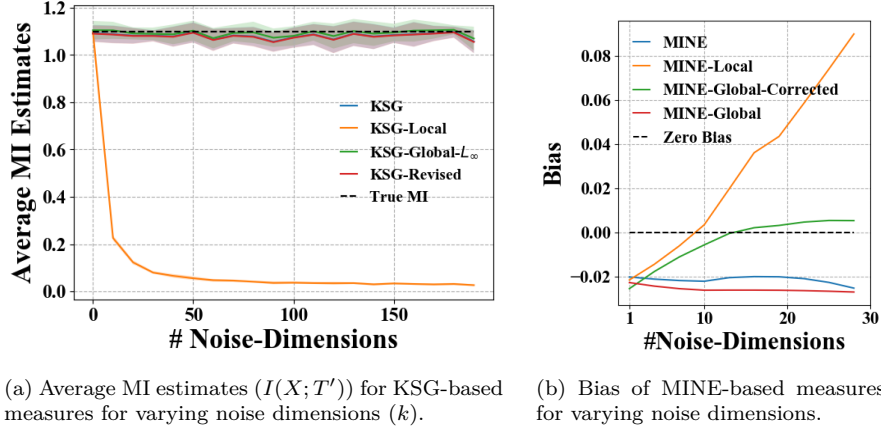 1.2
1.0
0.8
0.6
0.4
0.2
0.0
Average MI Estimates
KSG
KSG-Local
KSG-Global-L∞
KSG-Revised
True MI
0
50
100
150
# Noise-Dimensions
(a) Average MI estimates (I(X;T′)) for KSG-based
measures for varying noise dimensions (k).
0.08
0.06
0.04
0.02
0.00
−0.02
Bias
MINE
MINE-Local
MINE-Global-Corrected
MINE-Global
Zero Bias
1
10
20
30
#Noise-Dimensions
(b) Bias of MINE-based measures
for varying noise dimensions.